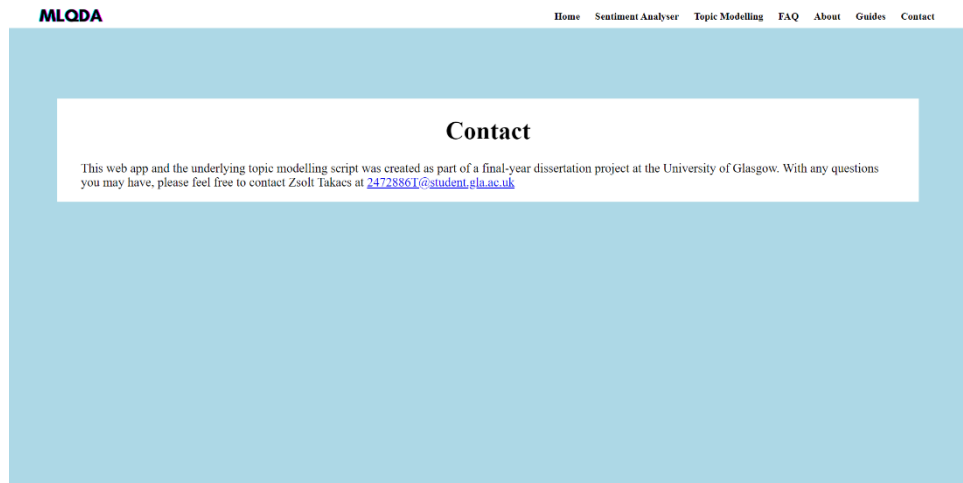 MLQDA
Home Sentiment Analyser Topic Modelling FAQ About Guides Contact
Contact
This web app and the underlying topic modelling script was created as part of a final-year dissertation project at the University of Glasgow. With any questions
you may have, please feel free to contact Zsolt Takacs at 2472886T@student.gla.ac.uk